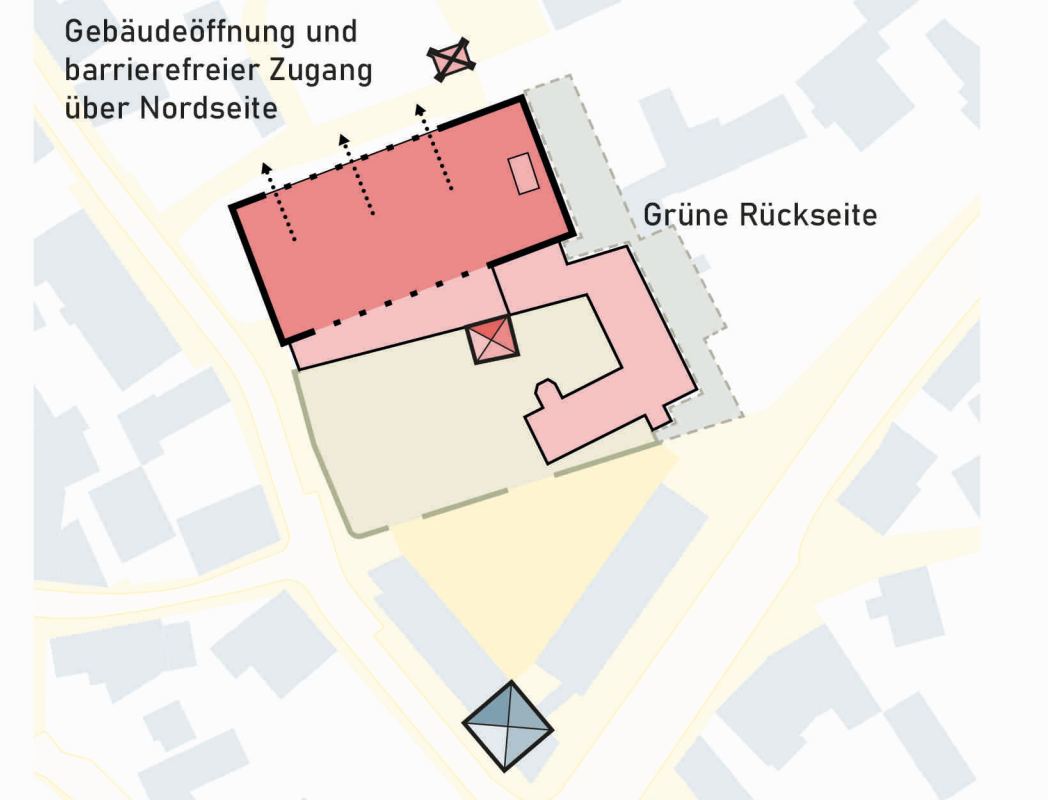 Gebäudeöffnung und
barrierefreier Zugang
über Nordseite
Grüne Rückseite